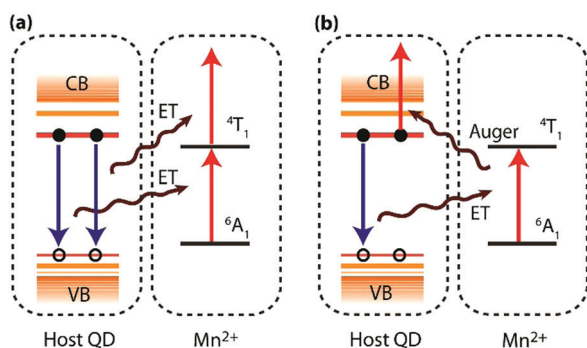 (a)
CB
ET
⁴T₁
ET
⁶A₁
VB
Host QD
Mn²⁺
(b)
CB
Auger
⁴T₁
ET
⁶A₁
VB
Host QD
Mn²⁺